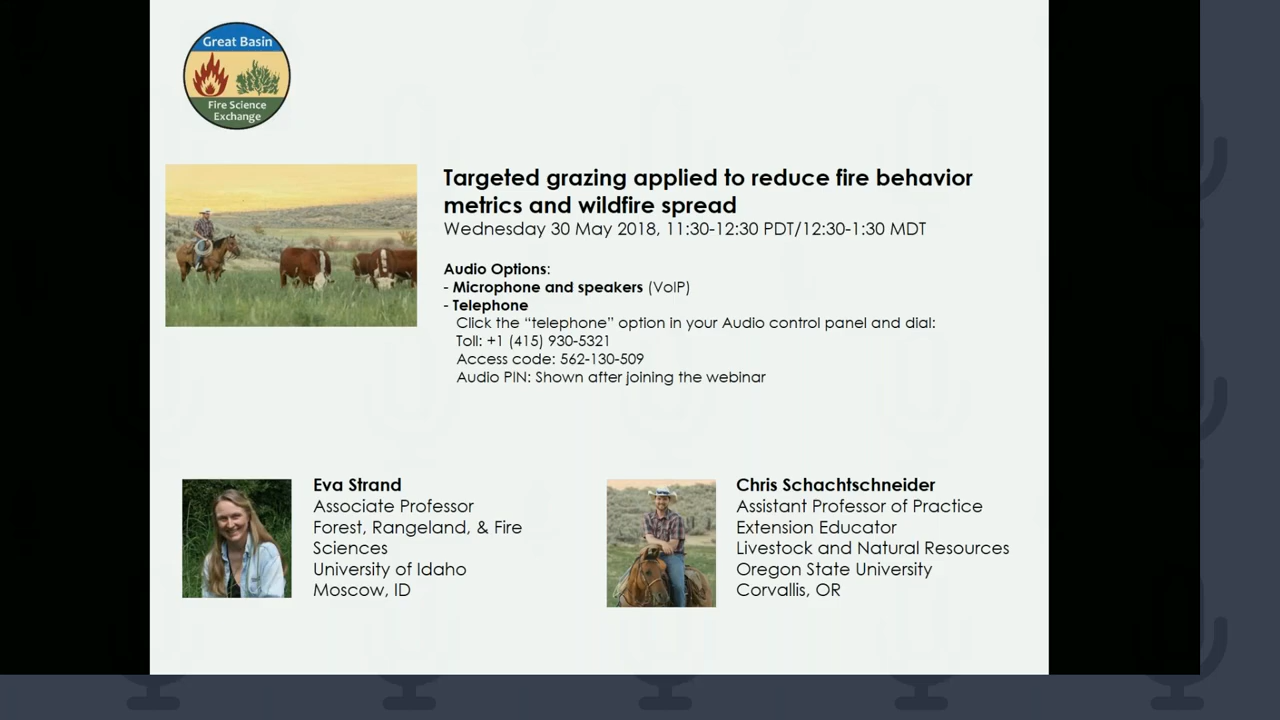 Great Basin
Fire Science
Exchange
Targeted grazing applied to reduce fire behavior
metrics and wildfire spread
Wednesday 30 May 2018, 11:30-12:30 PDT/12:30-1:30 MDT
Audio Options:
- Microphone and speakers (VoIP)
- Telephone
Click the “telephone” option in your Audio control panel and dial:
Toll: +1 (415) 930-5321
Access code: 562-130-509
Audio PIN: Shown after joining the webinar
Eva Strand
Associate Professor
Forest, Rangeland, & Fire
Sciences
University of Idaho
Moscow, ID
Chris Schachtschneider
Assistant Professor of Practice
Extension Educator
Livestock and Natural Resources
Oregon State University
Corvallis, OR